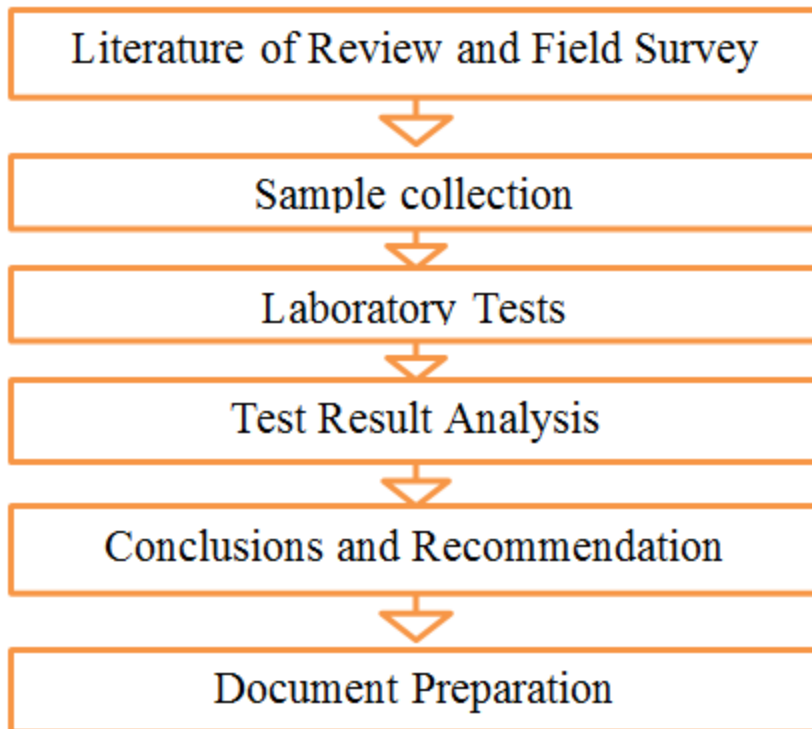 Literature of Review and Field Survey
Sample collection
Laboratory Tests
Test Result Analysis
Conclusions and Recommendation
Document Preparation